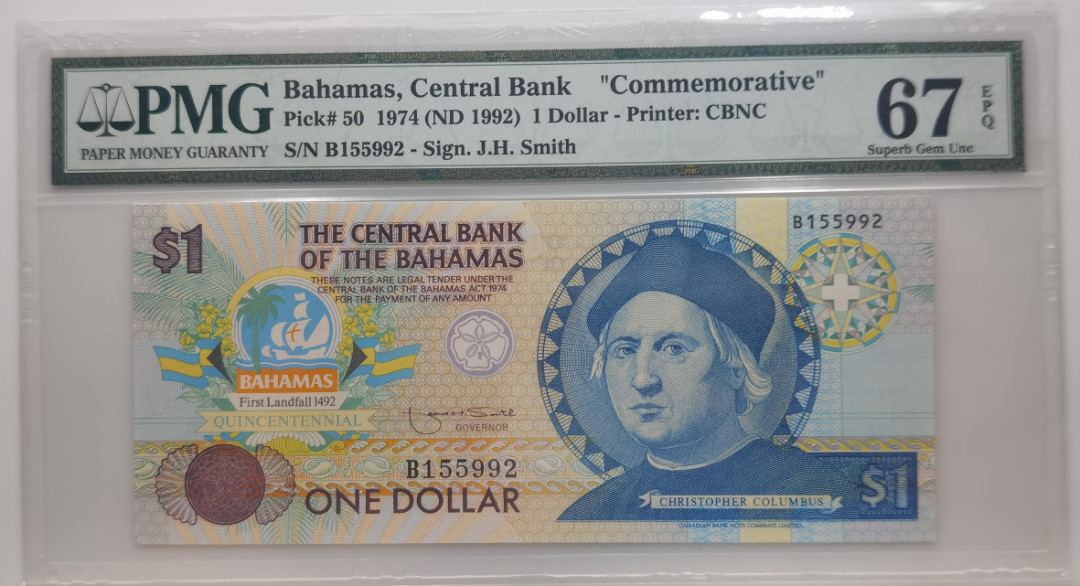 PMG
PAPER MONEY GUARANTY
Bahamas, Central Bank "Commemorative"
Pick# 50 1974 (ND 1992) 1 Dollar - Printer: CBNC
S/N B155992 - Sign. J.H. Smith
67
EPQ
Superb Gem Unc
$1
THE CENTRAL BANK
OF THE BAHAMAS
THESE NOTES ARE LEGAL TENDER UNDER THE
CENTRAL BANK OF THE BAHAMAS ACT 1974
FOR THE PAYMENT OF ANY AMOUNT
B155992
BAHAMAS
First Landfall 1492
QUINCENTENNIAL
GOVERNOR
B155992
ONE DOLLAR
CHRISTOPHER COLUMBUS
$1
CANADIAN BANK NOTE COMPANY, LIMITED